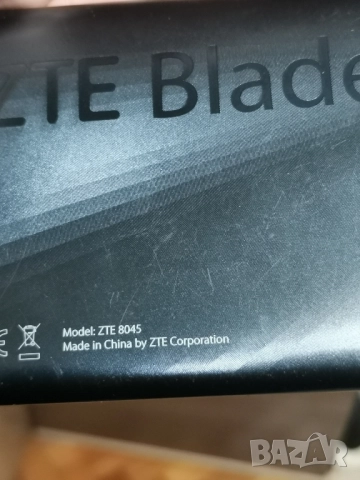 ZTE Blade
Model: ZTE 8045
Made in China by ZTE Corporation
BAZAR